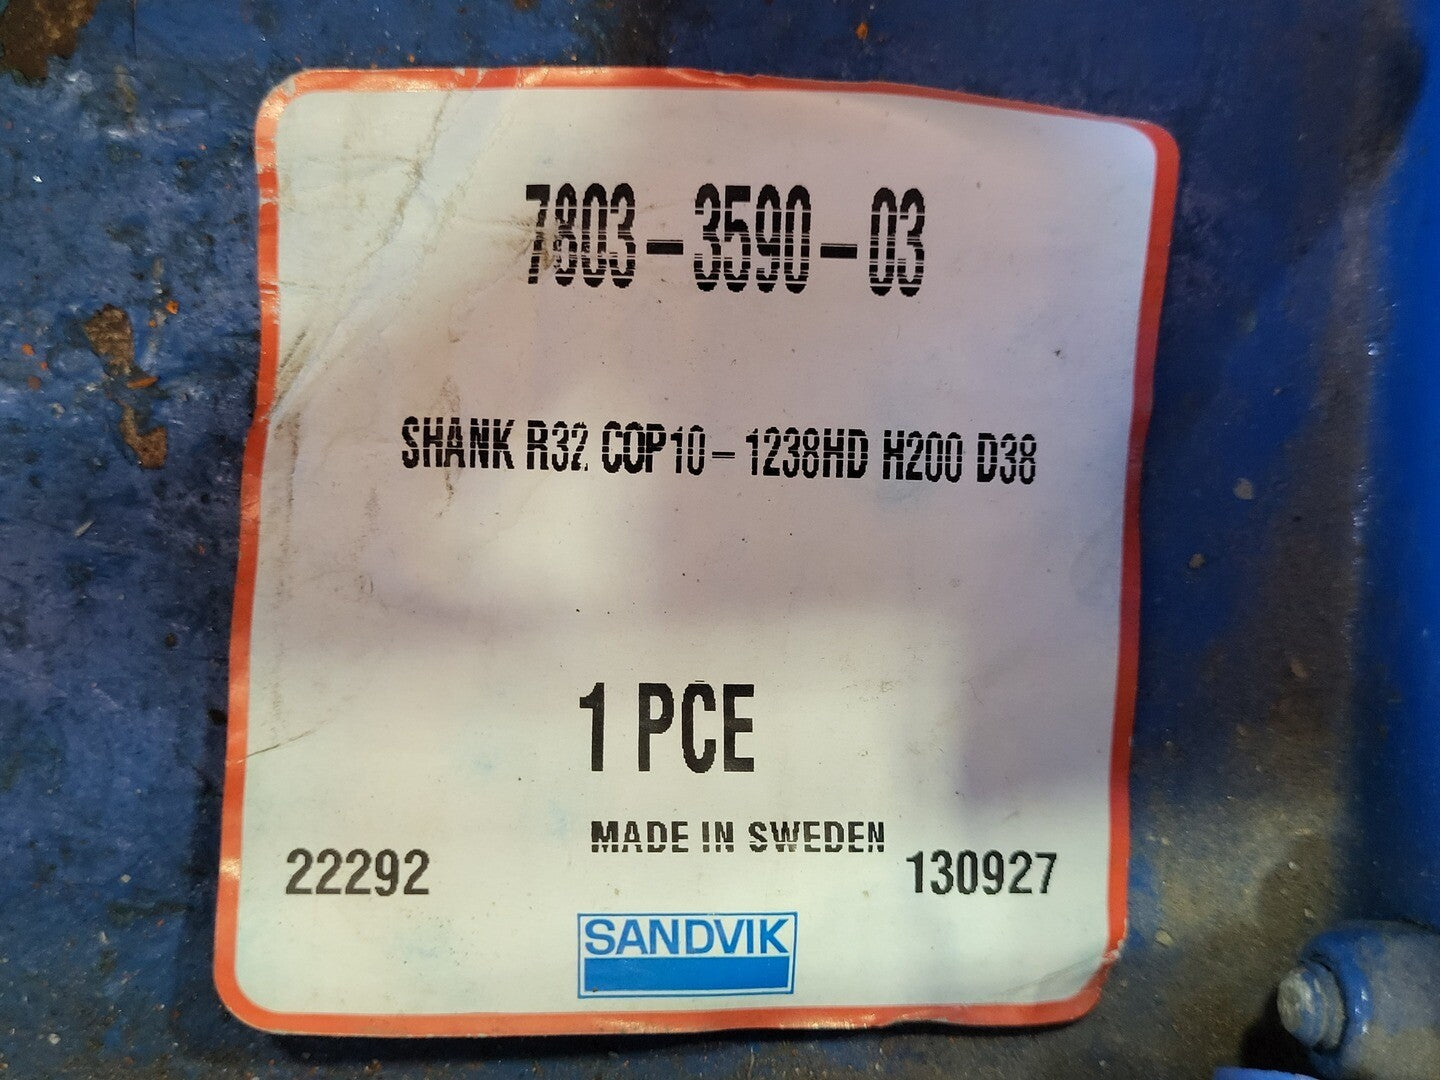 7803-3590-03
SHANK R32 COP10-1238HD H200 D38
1 PCE
MADE IN SWEDEN
22292 130927
SANDVIK